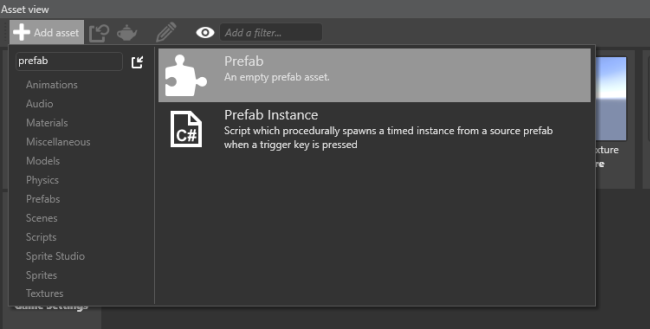 Asset view
Add asset
Add a filter...
prefab
Animations
Audio
Materials
Miscellaneous
Models
Physics
Prefabs
Scenes
Scripts
Sprite Studio
Sprites
Textures
Prefab
An empty prefab asset.
C#
Prefab Instance
Script which procedurally spawns a timed instance from a source prefab
when a trigger key is pressed
xture
re
Game Settings